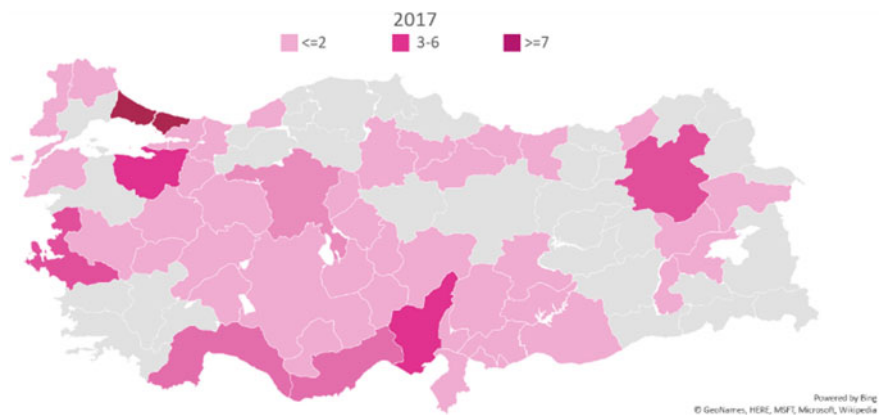 2017
<=2 3-6 >=7
Powered by Bing
© GeoNames, HERE, MSFT, Microsoft, Wikipedia